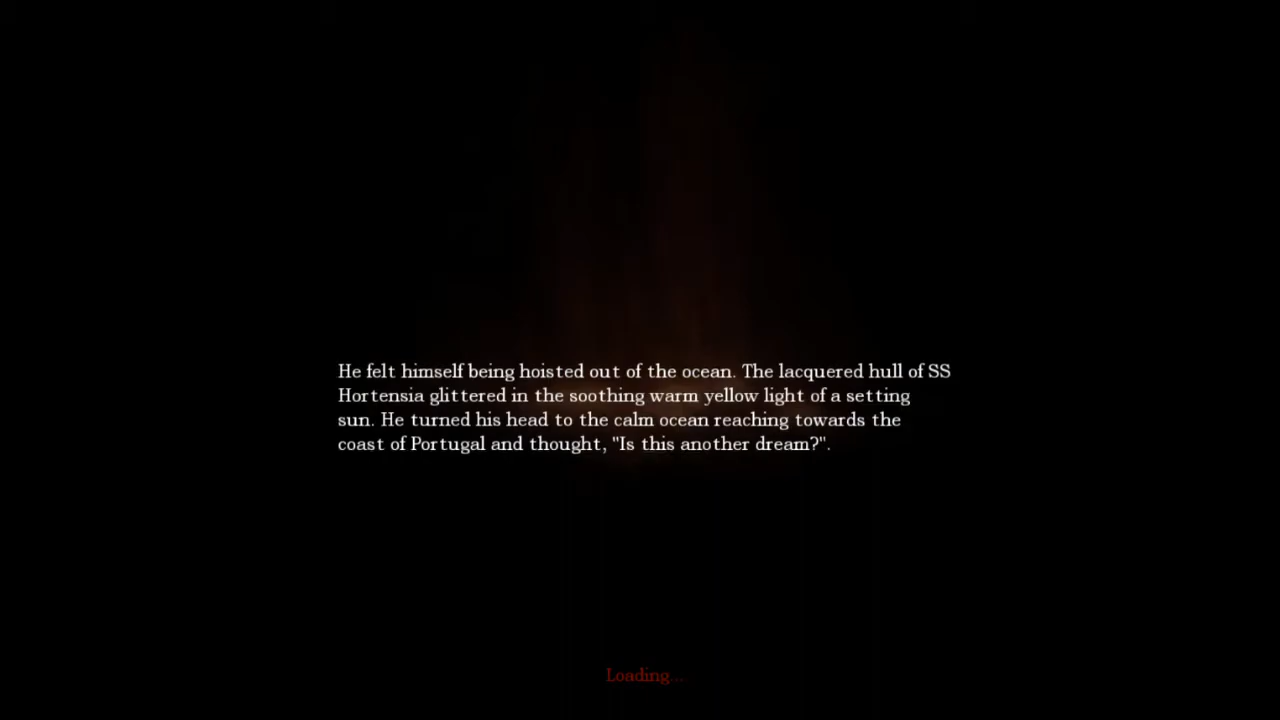 He felt himself being hoisted out of the ocean. The lacquered hull of SS
Hortensia glittered in the soothing warm yellow light of a setting
sun. He turned his head to the calm ocean reaching towards the
coast of Portugal and thought, "Is this another dream?".
Loading...